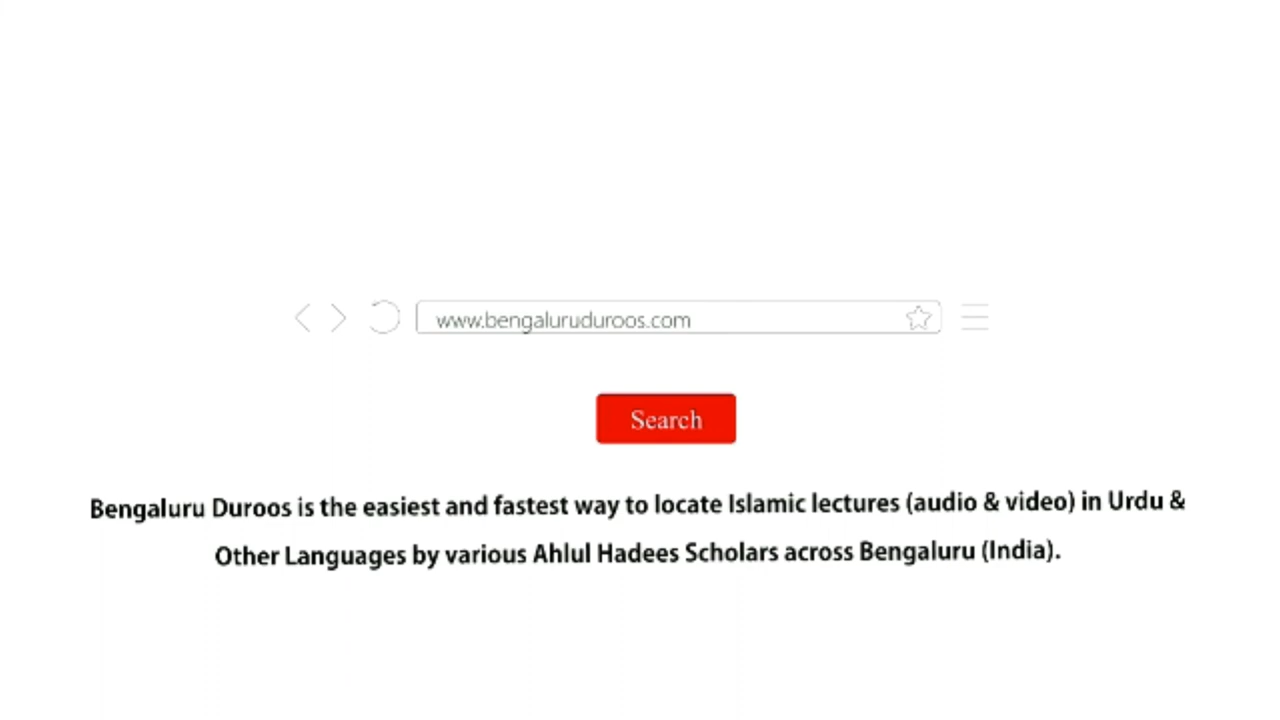 www.bengaluruduroos.com
Search
Bengaluru Duroos is the easiest and fastest way to locate Islamic lectures (audio & video) in Urdu &
Other Languages by various Ahlul Hadees Scholars across Bengaluru (India).